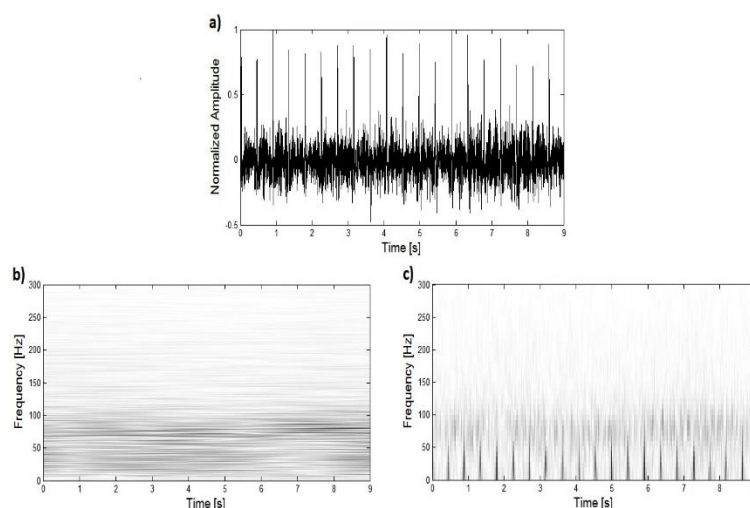 a)
1
0.5
0
-0.5
Normalized Amplitude
0 1 2 3 4 5 6 7 8 9
Time [s]
b)
300
250
200
150
100
50
0
Frequency [Hz]
0 1 2 3 4 5 6 7 8 9
Time [s]
c)
300
250
200
150
100
50
0
Frequency [Hz]
0 1 2 3 4 5 6 7 8
Time [s]